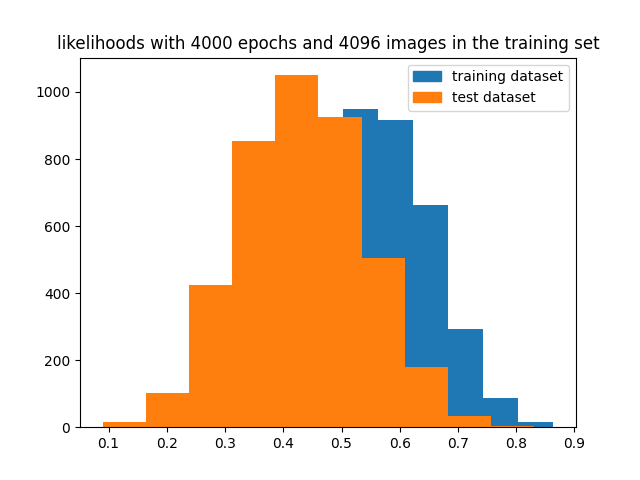 likelihoods with 4000 epochs and 4096 images in the training set
training dataset
test dataset
1000
800
600
400
200
0
0.1 0.2 0.3 0.4 0.5 0.6 0.7 0.8 0.9